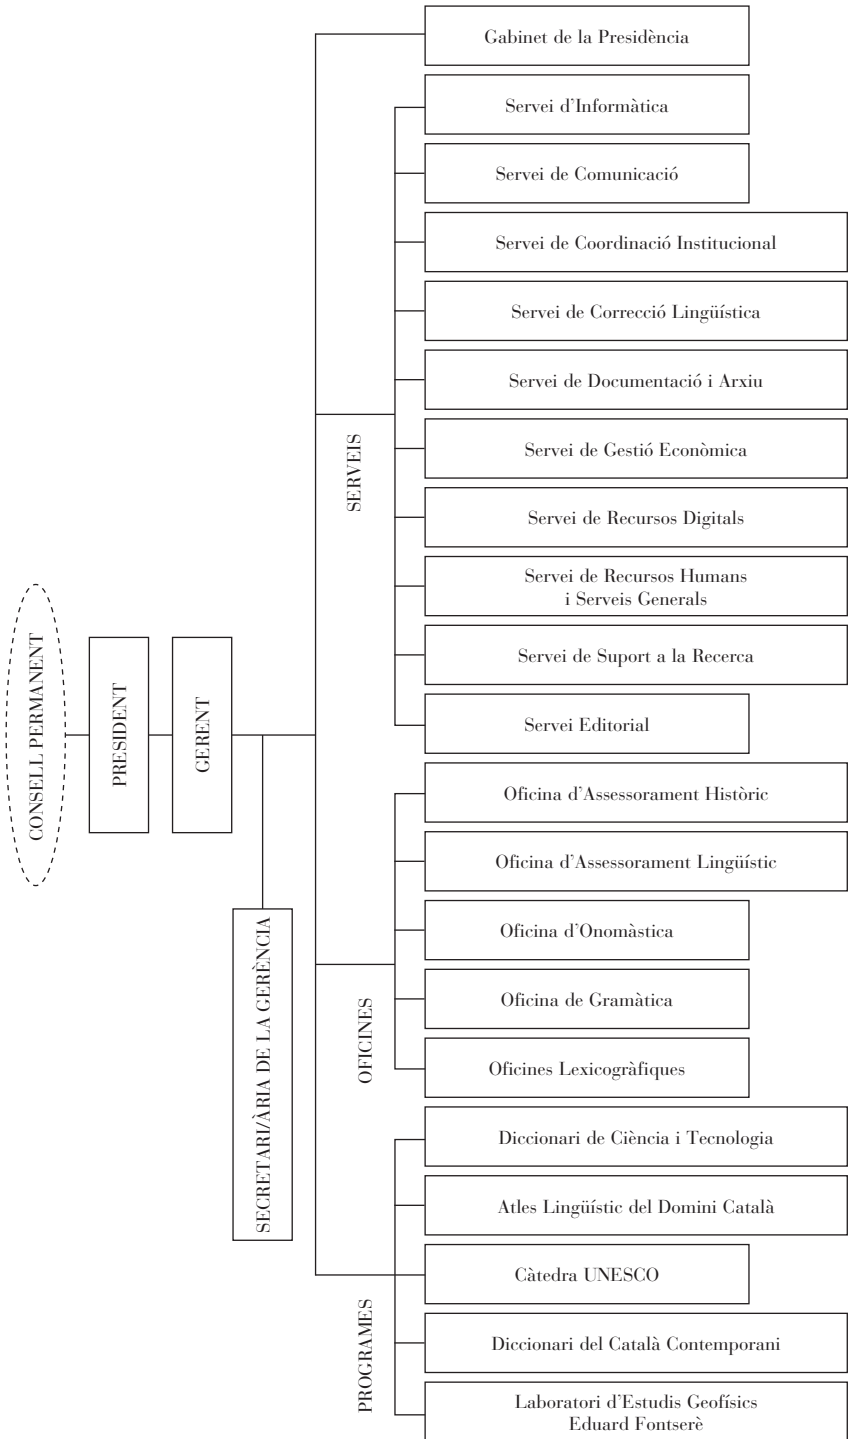 CONSELL PERMANENT
PRESIDENT
GERENT
SECRETARI/ÀRIA DE LA GERÈNCIA
Gabinet de la Presidència
SERVEIS
Servei d'Informàtica
Servei de Comunicació
Servei de Coordinació Institucional
Servei de Correcció Lingüística
Servei de Documentació i Arxiu
Servei de Gestió Econòmica
Servei de Recursos Digitals
Servei de Recursos Humans
i Serveis Generals
Servei de Suport a la Recerca
Servei Editorial
OFICINES
Oficina d'Assessorament Històric
Oficina d'Assessorament Lingüístic
Oficina d'Onomàstica
Oficina de Gramàtica
Oficines Lexicogràfiques
PROGRAMES
Diccionari de Ciència i Tecnologia
Atles Lingüístic del Domini Català
Càtedra UNESCO
Diccionari del Català Contemporani
Laboratori d'Estudis Geofísics
Eduard Fontserè